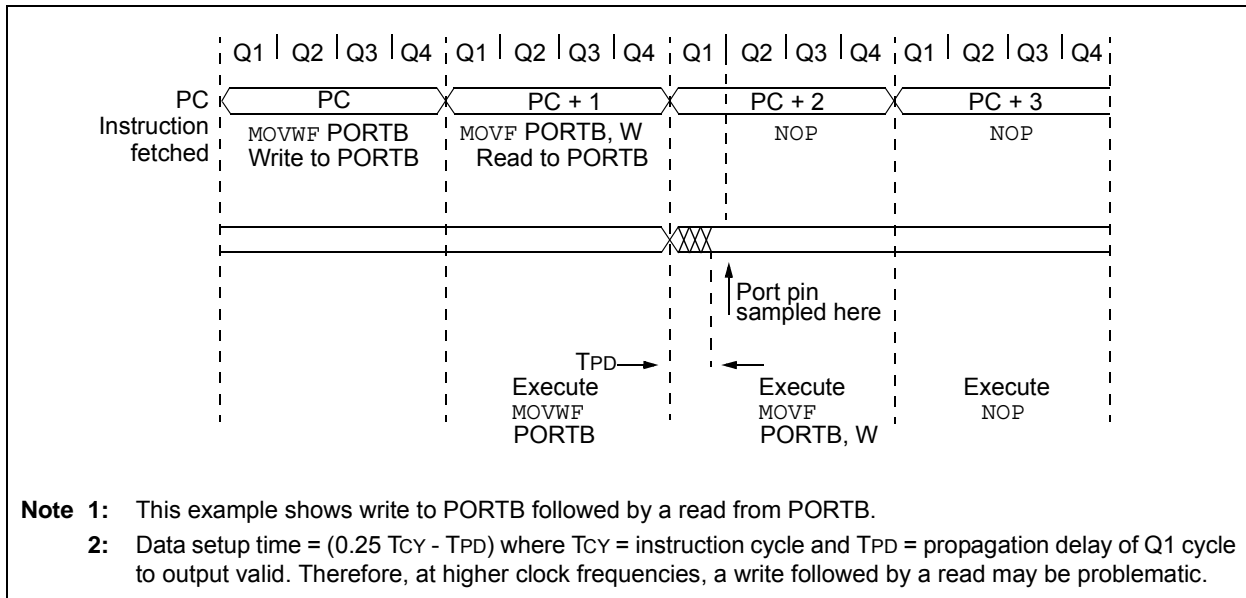 Q1 Q2 Q3 Q4 Q1 Q2 Q3 Q4 Q1 Q2 Q3 Q4 Q1 Q2 Q3 Q4
PC PC PC + 1 PC + 2 PC + 3
Instruction
fetched
MOVWF PORTB
Write to PORTB
MOVF PORTB, W
Read to PORTB
NOP
NOP
Port pin
sampled here
TPD
Execute
MOVWF
PORTB
Execute
MOVF
PORTB, W
Execute
NOP
Note 1: This example shows write to PORTB followed by a read from PORTB.
2: Data setup time = (0.25 TCY - TPD) where TCY = instruction cycle and TPD = propagation delay of Q1 cycle
to output valid. Therefore, at higher clock frequencies, a write followed by a read may be problematic.